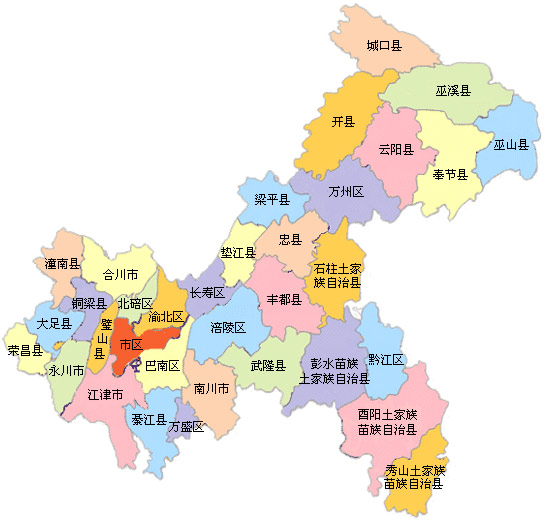 城口县
巫溪县
开县
云阳县
巫山县
奉节县
万州区
梁平县
忠县
垫江县
石柱土家
族自治县
潼南县
合川市
长寿区
丰都县
铜梁县
北碚区
渝北区
大足县
璧山县
市区
涪陵区
荣昌县
永川市
巴南区
武隆县
彭水苗族
土家族自治县
黔江区
江津市
南川市
綦江县
万盛区
酉阳土家族
苗族自治县
秀山土家族
苗族自治县